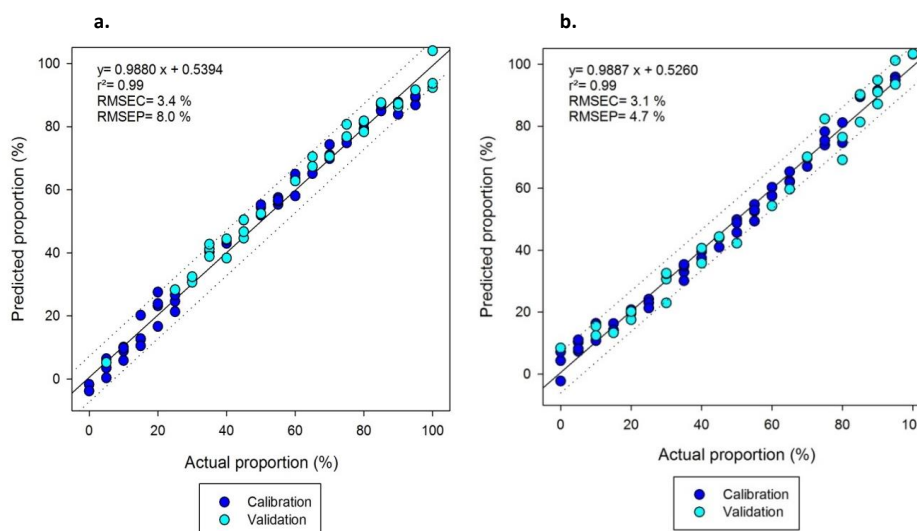 a.
y= 0.9880 x + 0.5394
r²= 0.99
RMSEC= 3.4 %
RMSEP= 8.0 %
Predicted proportion (%)
100
80
60
40
20
0
0 20 40 60 80 100
Actual proportion (%)
Calibration
Validation
b.
y= 0.9887 x + 0.5260
r²= 0.99
RMSEC= 3.1 %
RMSEP= 4.7 %
Predicted proportion (%)
100
80
60
40
20
0
0 20 40 60 80 100
Actual proportion (%)
Calibration
Validation